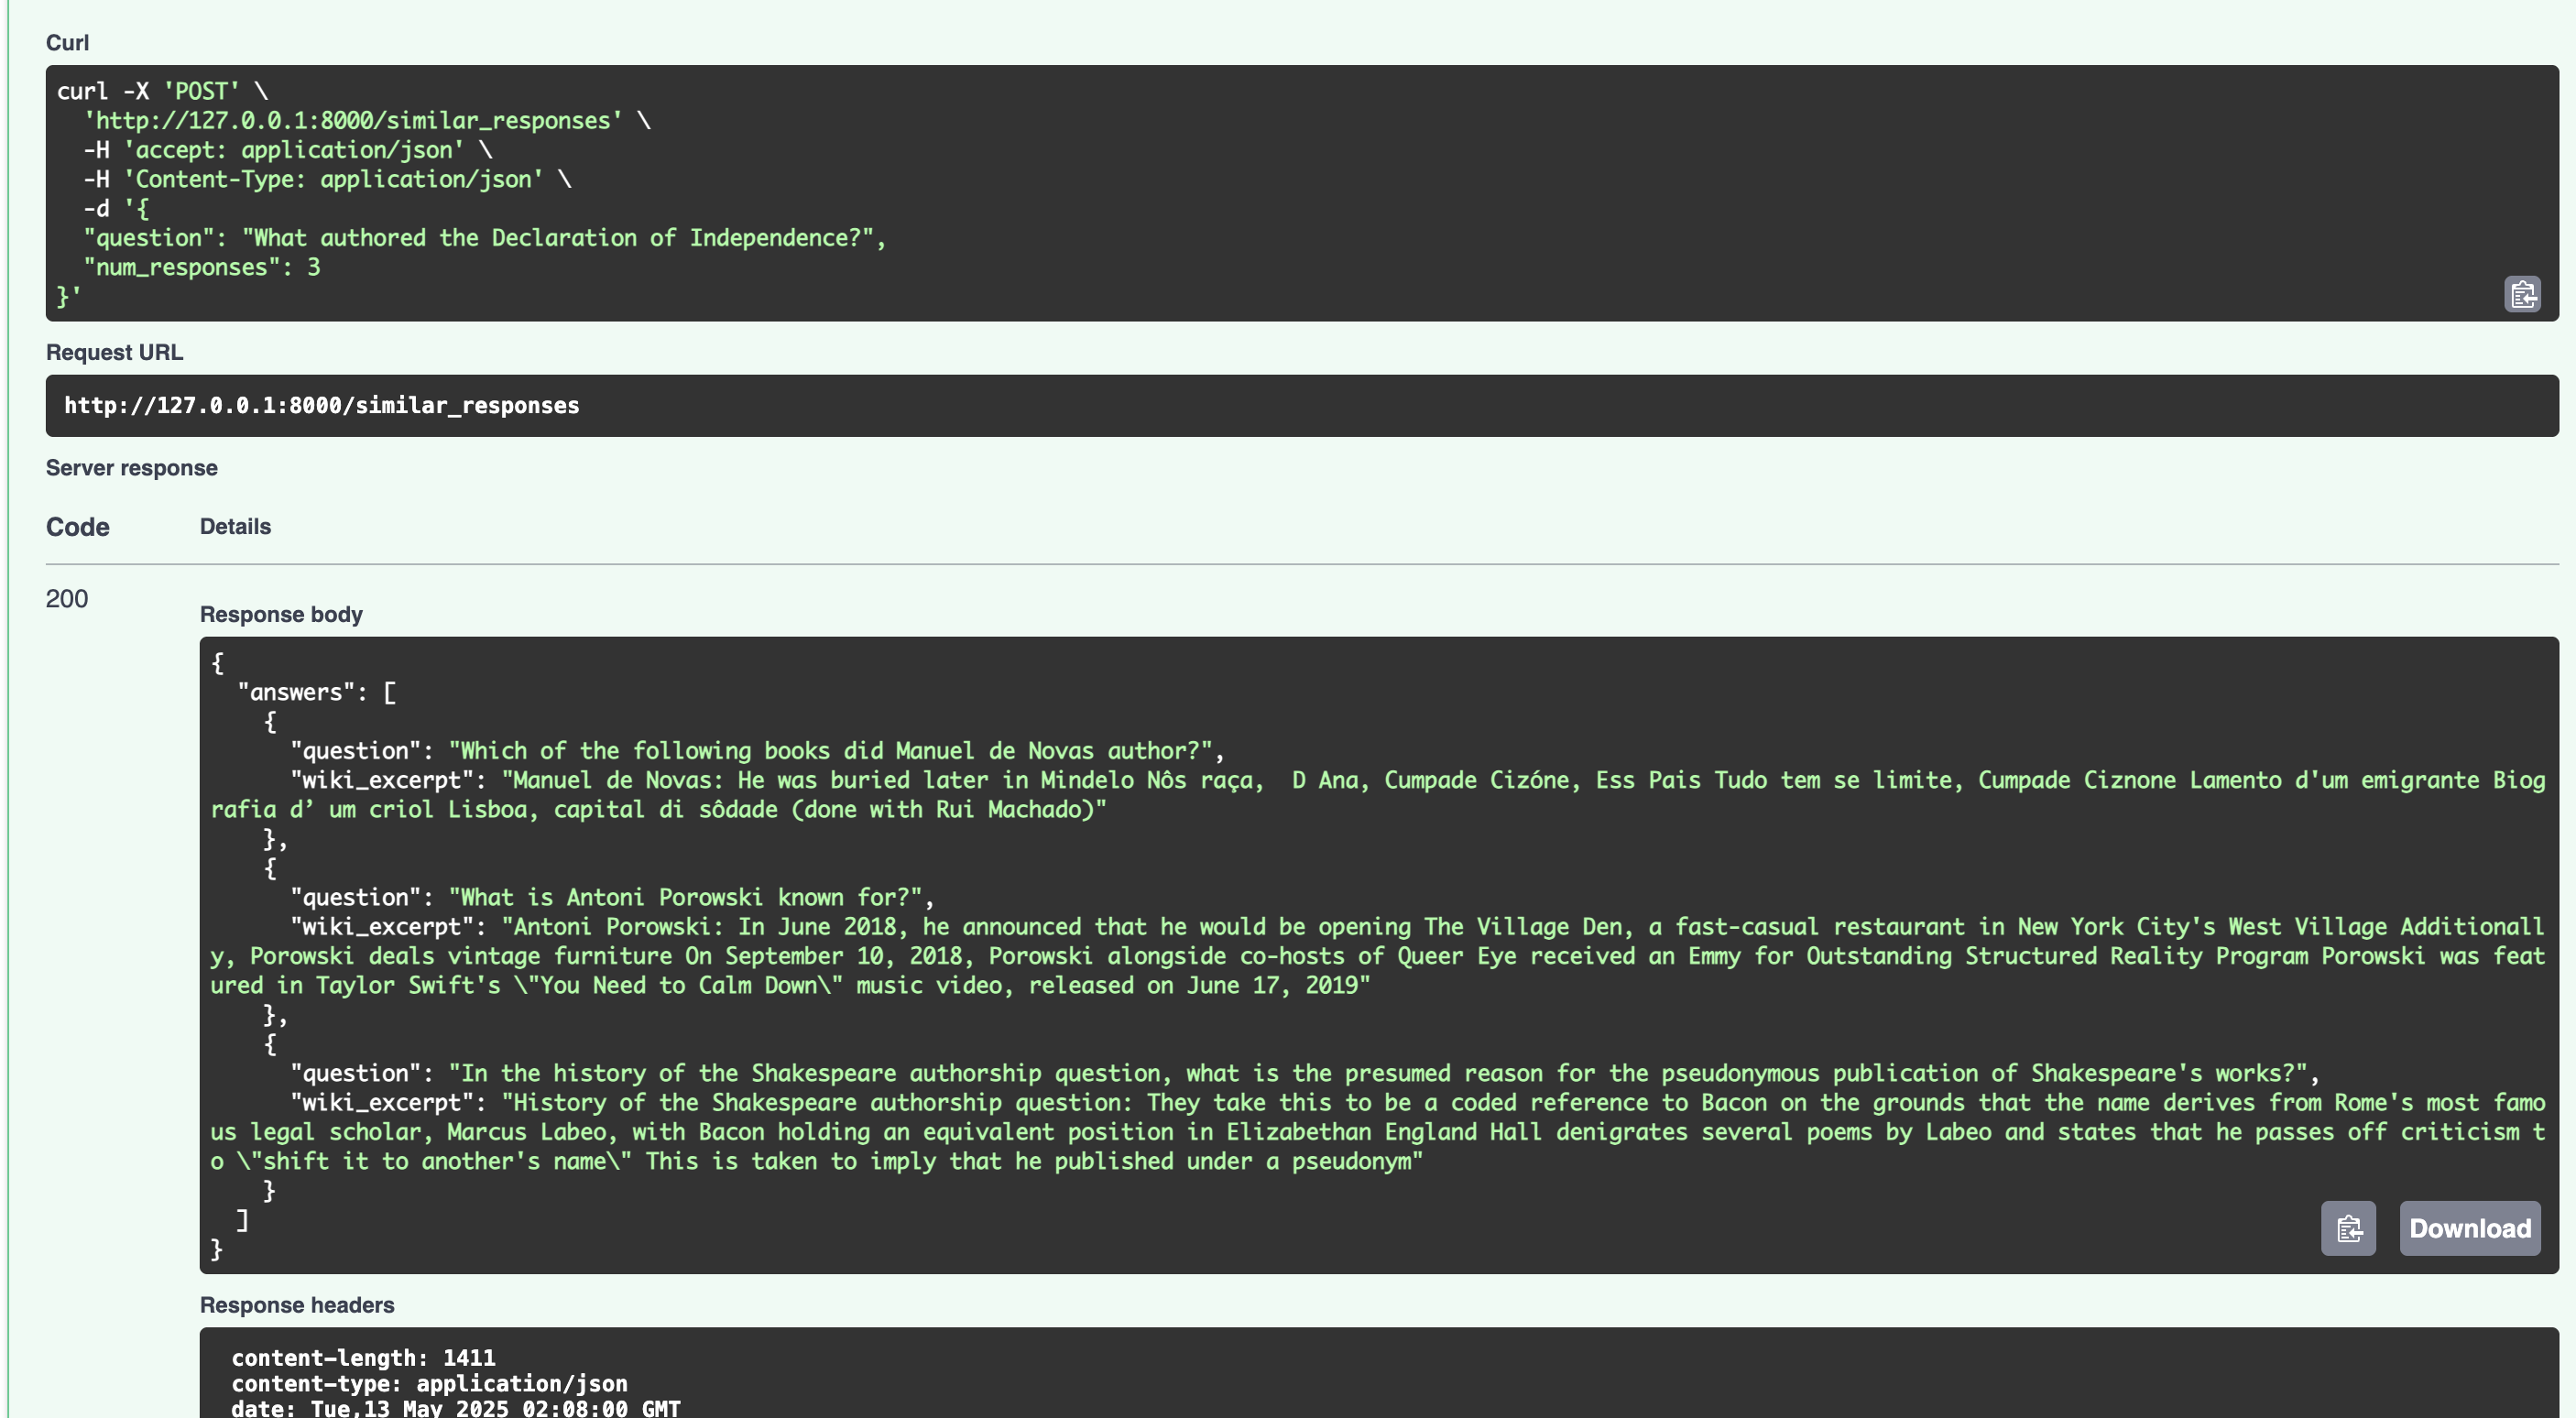 Curl
curl -X 'POST' \
  'http://127.0.0.1:8000/similar_responses' \
  -H 'accept: application/json' \
  -H 'Content-Type: application/json' \
  -d '{
  "question": "What authored the Declaration of Independence?",
  "num_responses": 3
}'
Request URL
http://127.0.0.1:8000/similar_responses
Server response
Code Details
200
Response body
{
  "answers": [
    {
      "question": "Which of the following books did Manuel de Novas author?",
      "wiki_excerpt": "Manuel de Novas: He was buried later in Mindelo Nôs raça,  D Ana, Cumpade Cizóne, Ess Pais Tudo tem se limite, Cumpade Ciznone Lamento d'um emigrante Biog
rafia d’ um criol Lisboa, capital di sôdade (done with Rui Machado)"
    },
    {
      "question": "What is Antoni Porowski known for?",
      "wiki_excerpt": "Antoni Porowski: In June 2018, he announced that he would be opening The Village Den, a fast-casual restaurant in New York City's West Village Additionall
y, Porowski deals vintage furniture On September 10, 2018, Porowski alongside co-hosts of Queer Eye received an Emmy for Outstanding Structured Reality Program Porowski was feat
ured in Taylor Swift's \"You Need to Calm Down\" music video, released on June 17, 2019"
    },
    {
      "question": "In the history of the Shakespeare authorship question, what is the presumed reason for the pseudonymous publication of Shakespeare's works?",
      "wiki_excerpt": "History of the Shakespeare authorship question: They take this to be a coded reference to Bacon on the grounds that the name derives from Rome's most famo
us legal scholar, Marcus Labeo, with Bacon holding an equivalent position in Elizabethan England Hall denigrates several poems by Labeo and states that he passes off criticism t
o \"shift it to another's name\" This is taken to imply that he published under a pseudonym"
    }
  ]
}
Download
Response headers
content-length: 1411
content-type: application/json
date: Tue,13 May 2025 02:08:00 GMT